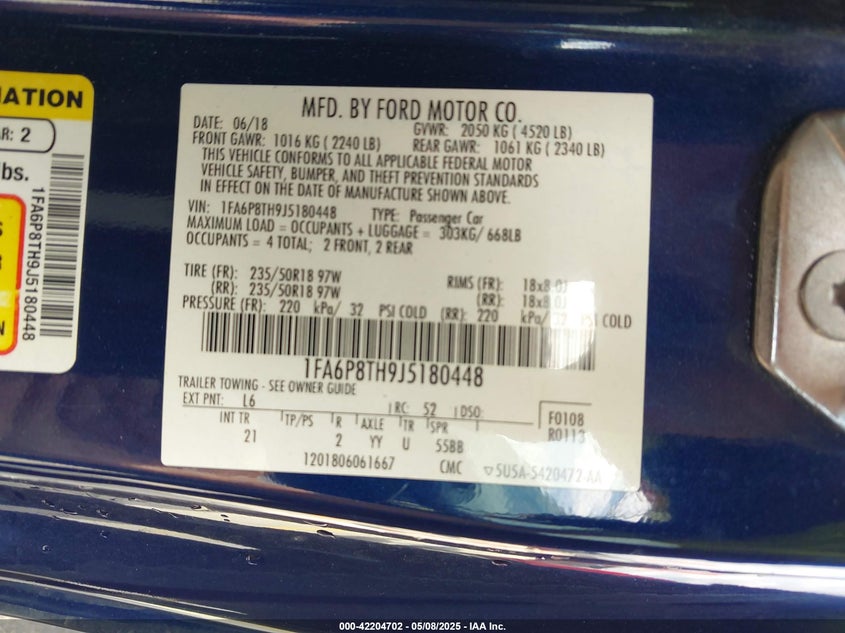 MATION
AR: 2
lbs.
1FA6P8TH9J5180448
MFD. BY FORD MOTOR CO.
DATE: 06/18 GVWR: 2050 KG ( 4520 LB)
FRONT GAWR: 1016 KG ( 2240 LB) REAR GAWR: 1061 KG ( 2340 LB)
THIS VEHICLE CONFORMS TO ALL APPLICABLE FEDERAL MOTOR
VEHICLE SAFETY, BUMPER, AND THEFT PREVENTION STANDARDS
IN EFFECT ON THE DATE OF MANUFACTURE SHOWN ABOVE.
VIN: 1FA6P8TH9J5180448 TYPE: Passenger Car
MAXIMUM LOAD = OCCUPANTS + LUGGAGE = 303KG/ 668LB
OCCUPANTS = 4 TOTAL; 2 FRONT, 2 REAR
TIRE (FR): 235/50R18 97W RIMS (FR): 18x8.0J
(RR): 235/50R18 97W (RR): 18x8.0J
PRESSURE (FR): 220 kPa/ 32 PSI COLD (RR): 220 kPa/ 32 PSI COLD
1FA6P8TH9J5180448
TRAILER TOWING - SEE OWNER GUIDE
EXT PNT: L6 RC: 52 DSO: F0108
INT TR TP/PS R AXLE TR SPR R0113
21 2 YY U 55BB
1201806061667 CMC ▽SU5A-5420472-AA
000-42204702 - 05/08/2025 - IAA Inc.